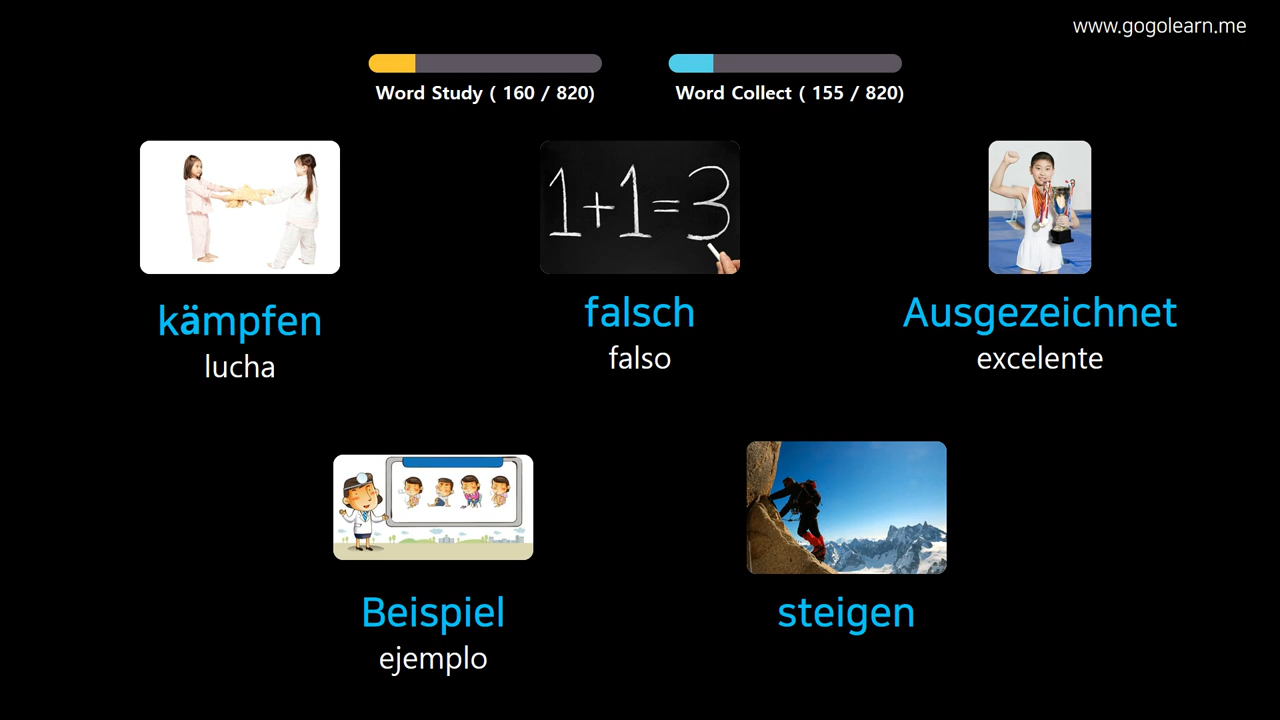 www.gogolearn.me
Word Study ( 160 / 820)
Word Collect ( 155 / 820)
1+1=3
kämpfen
lucha
falsch
falso
Ausgezeichnet
excelente
Beispiel
ejemplo
steigen